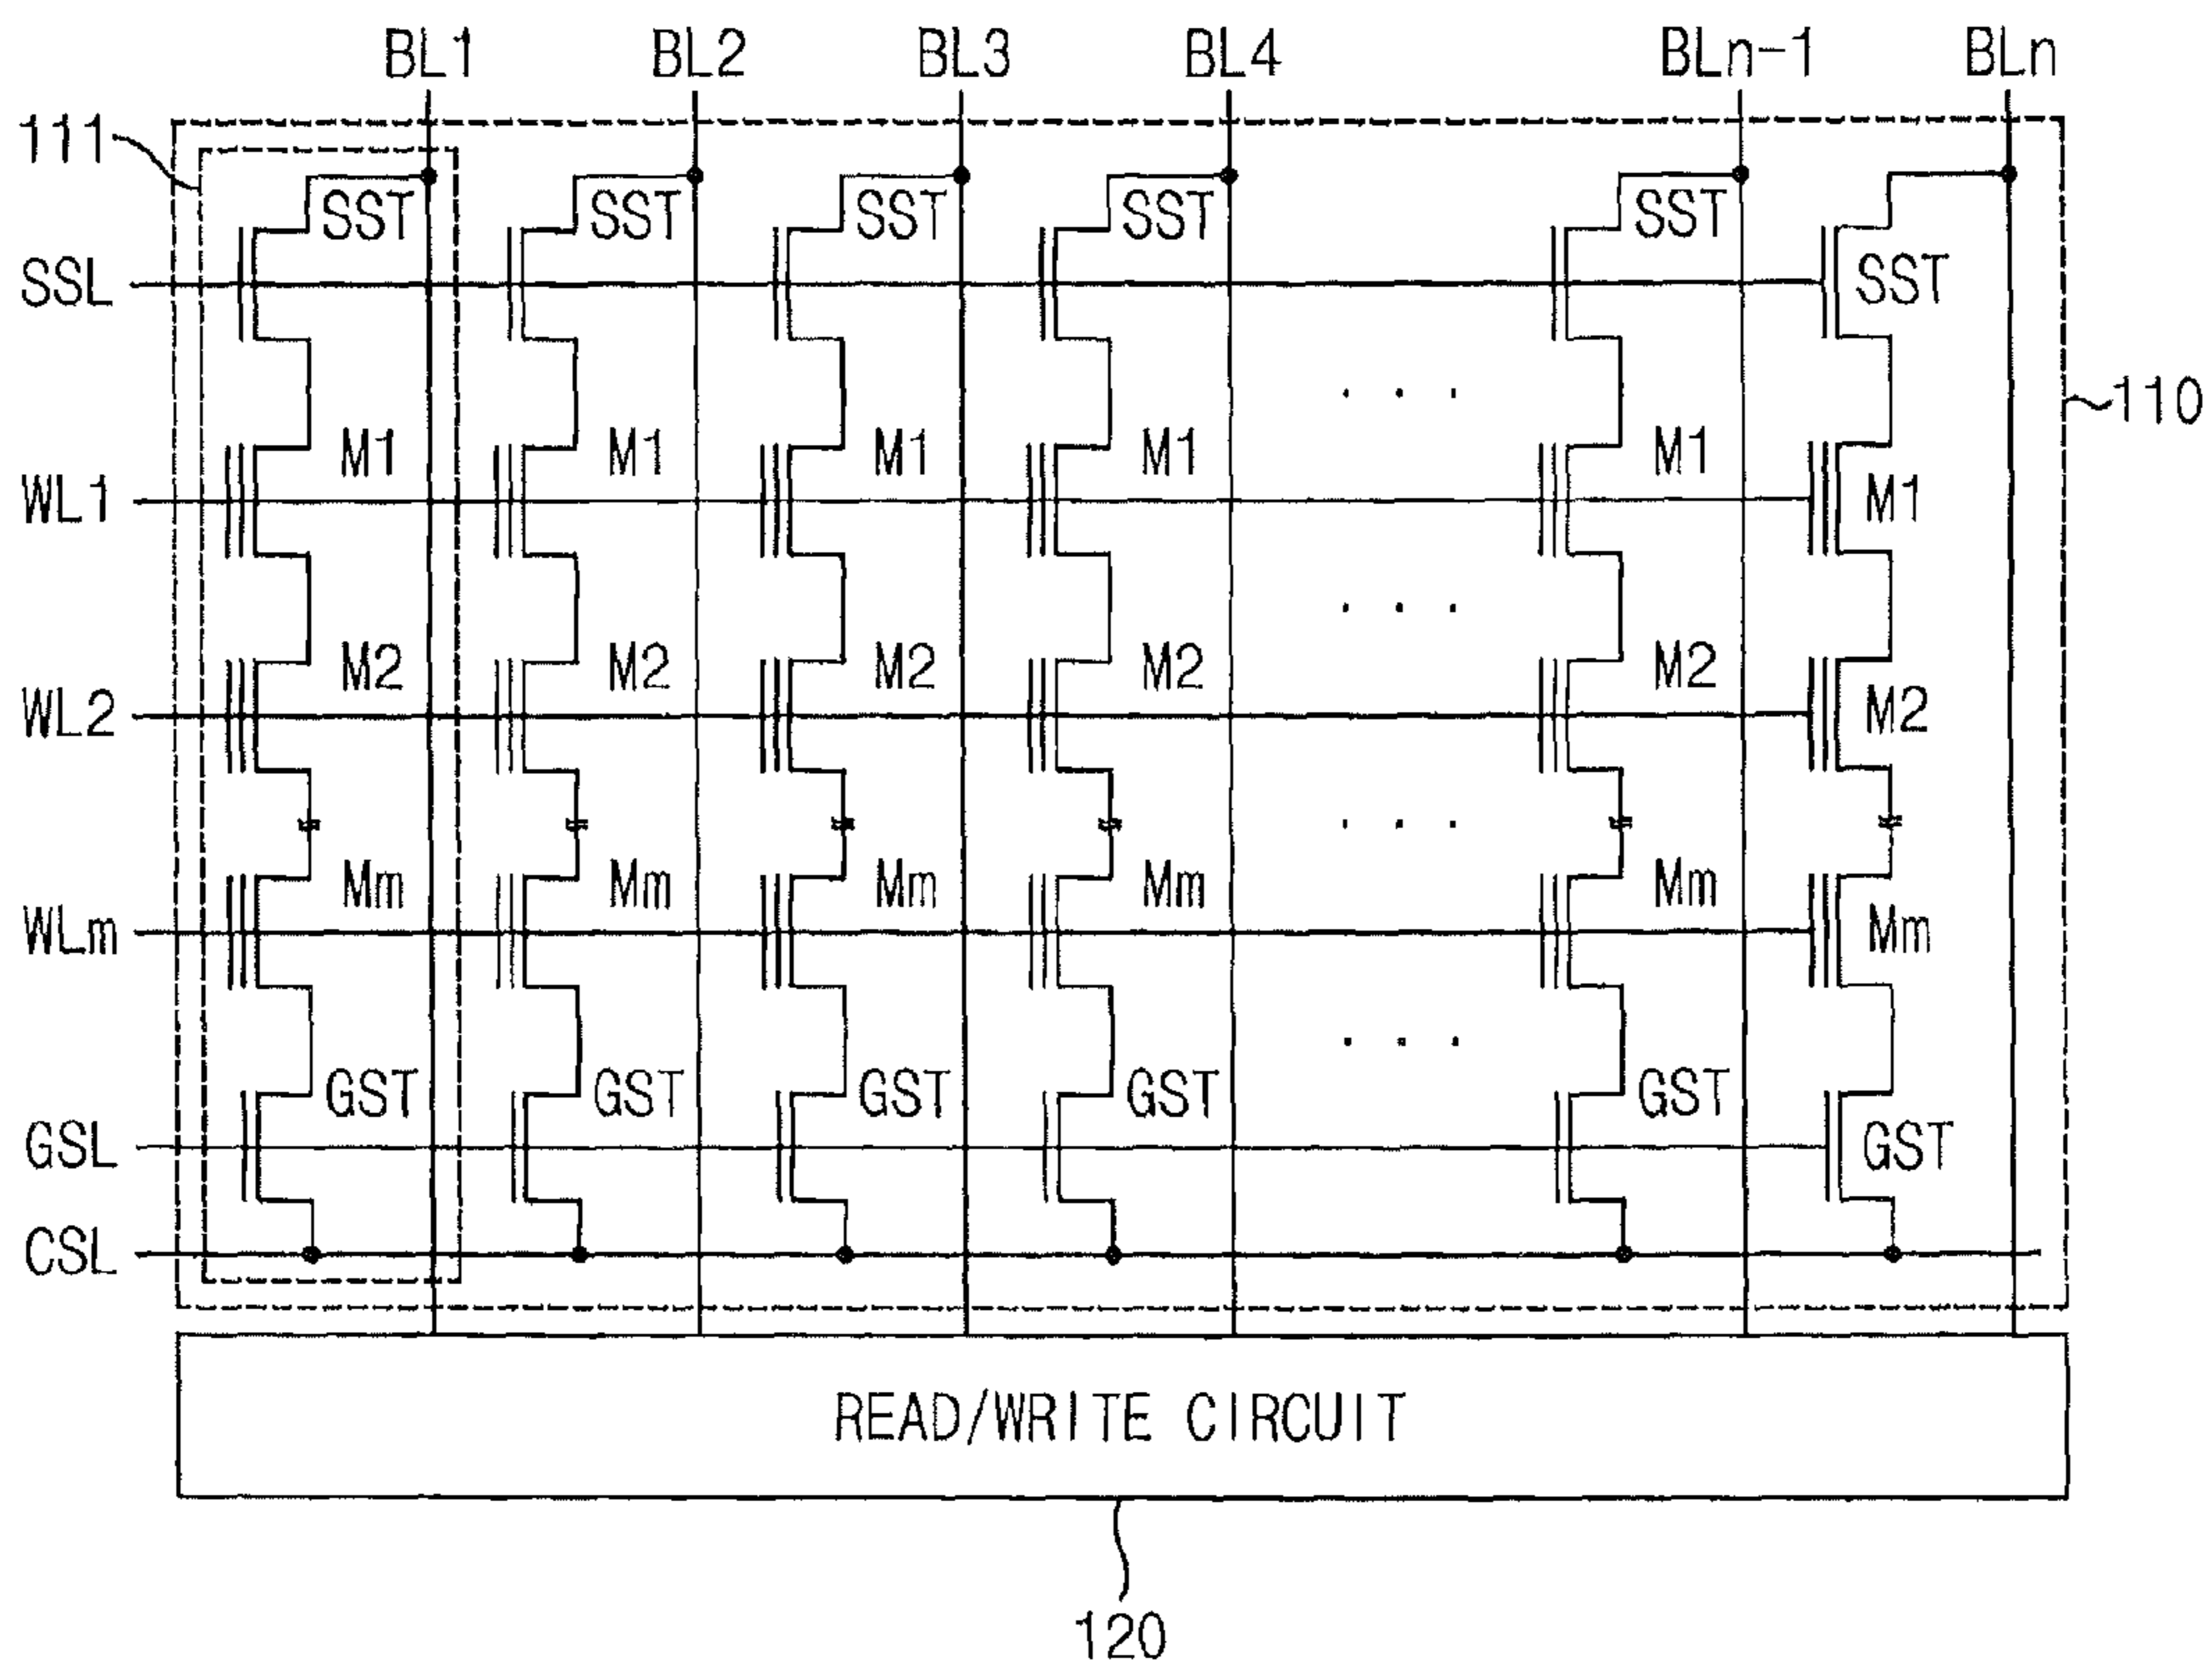 BL1 BL2 BL3 BL4 BLn-1 BLn
111
SST SST SST SST SST
SSL SST
110
M1 M1 M1 M1 M1
WL1 M1
. . .
M2 M2 M2 M2 M2
WL2 M2
. . .
Mm Mm Mm Mm Mm
WLm Mm
. . .
GST GST GST GST GST
GSL GST
CSL
READ/WRITE CIRCUIT
120